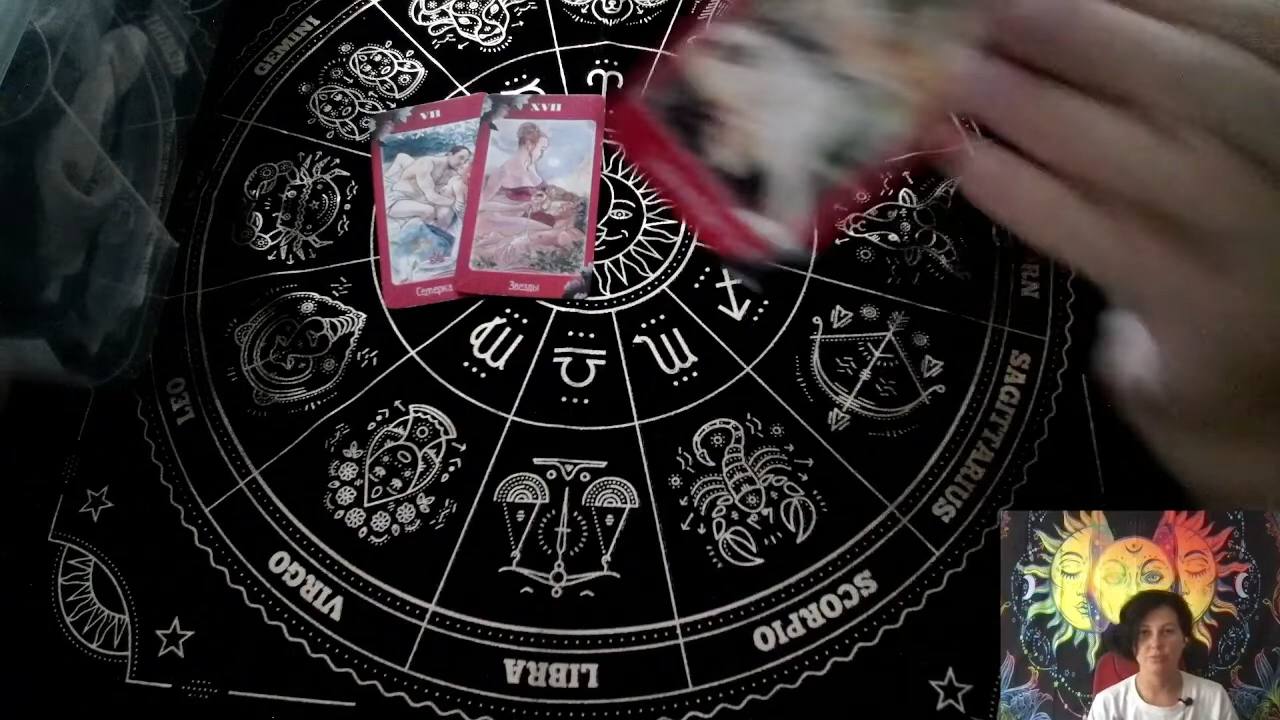 GEMINI
VII
XVII
Семерка
Звезды
LEO
SAGITTARIUS
VIRGO
SCORPIO
LIBRA